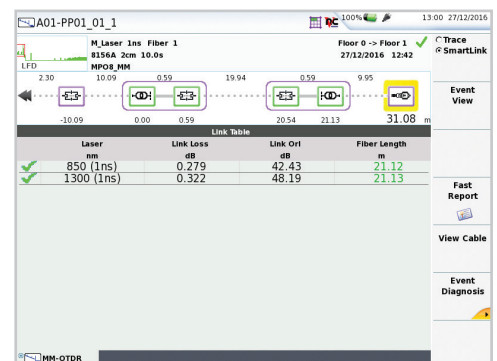 A01-PP01_01_1
100%
13:00 27/12/2016
M_Laser 1ns Fiber 1
8156A 2cm 10.0s
MPO8_MM
LFD
Floor 0 -> Floor 1
27/12/2016 12:42
Trace
SmartLink
2.30 10.09 0.59 19.94 0.59 9.95
-10.09 0.00 0.59 20.54 21.13 31.08 m
Event
View
Link Table
Laser Link Loss Link Orl Fiber Length
nm dB dB m
850 (1ns) 0.279 42.43 21.12
1300 (1ns) 0.322 48.19 21.13
Fast
Report
View Cable
Event
Diagnosis
MM-OTDR